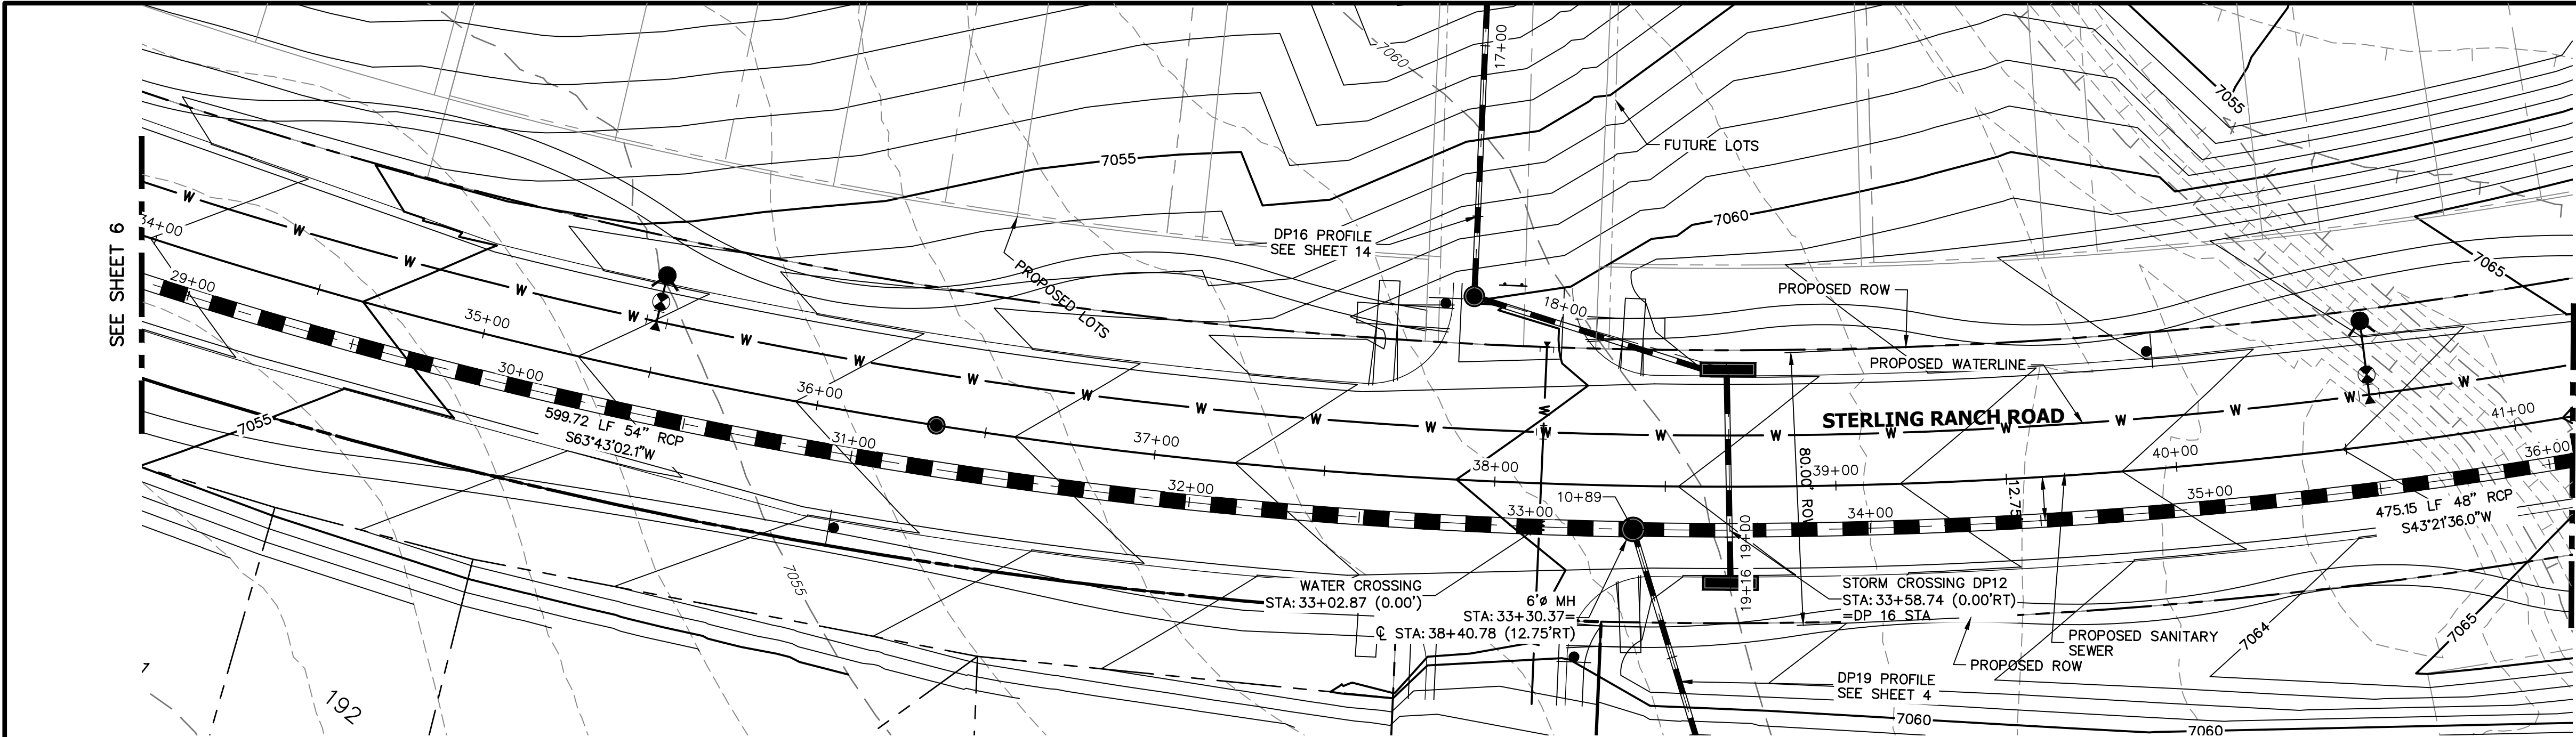 17+00
7060
7055
FUTURE LOTS
7055
7060
SEE SHEET 6
W W W W W W W W W W W W W W W W W W W W W
34+00
29+00
DP16 PROFILE
SEE SHEET 14
PROPOSED LOTS
18+00
PROPOSED ROW
7065
PROPOSED WATERLINE
STERLING RANCH ROAD
35+00
30+00
36+00
7055
599.72 LF 54" RCP
S63°43'02.1"W
31+00
37+00
32+00
38+00
10+89
33+00
W
80.00' ROW
39+00
12.75'
40+00
41+00
36+00
34+00
35+00
475.15 LF 48" RCP
S43°21'36.0"W
19+00
19+16
7055
WATER CROSSING
STA: 33+02.87 (0.00')
6'ø MH
STA: 33+30.37=
℄ STA: 38+40.78 (12.75'RT)
STORM CROSSING DP12
STA: 33+58.74 (0.00'RT)
=DP 16 STA
PROPOSED SANITARY
SEWER
PROPOSED ROW
7064
7065
DP19 PROFILE
SEE SHEET 4
7060
7060
192